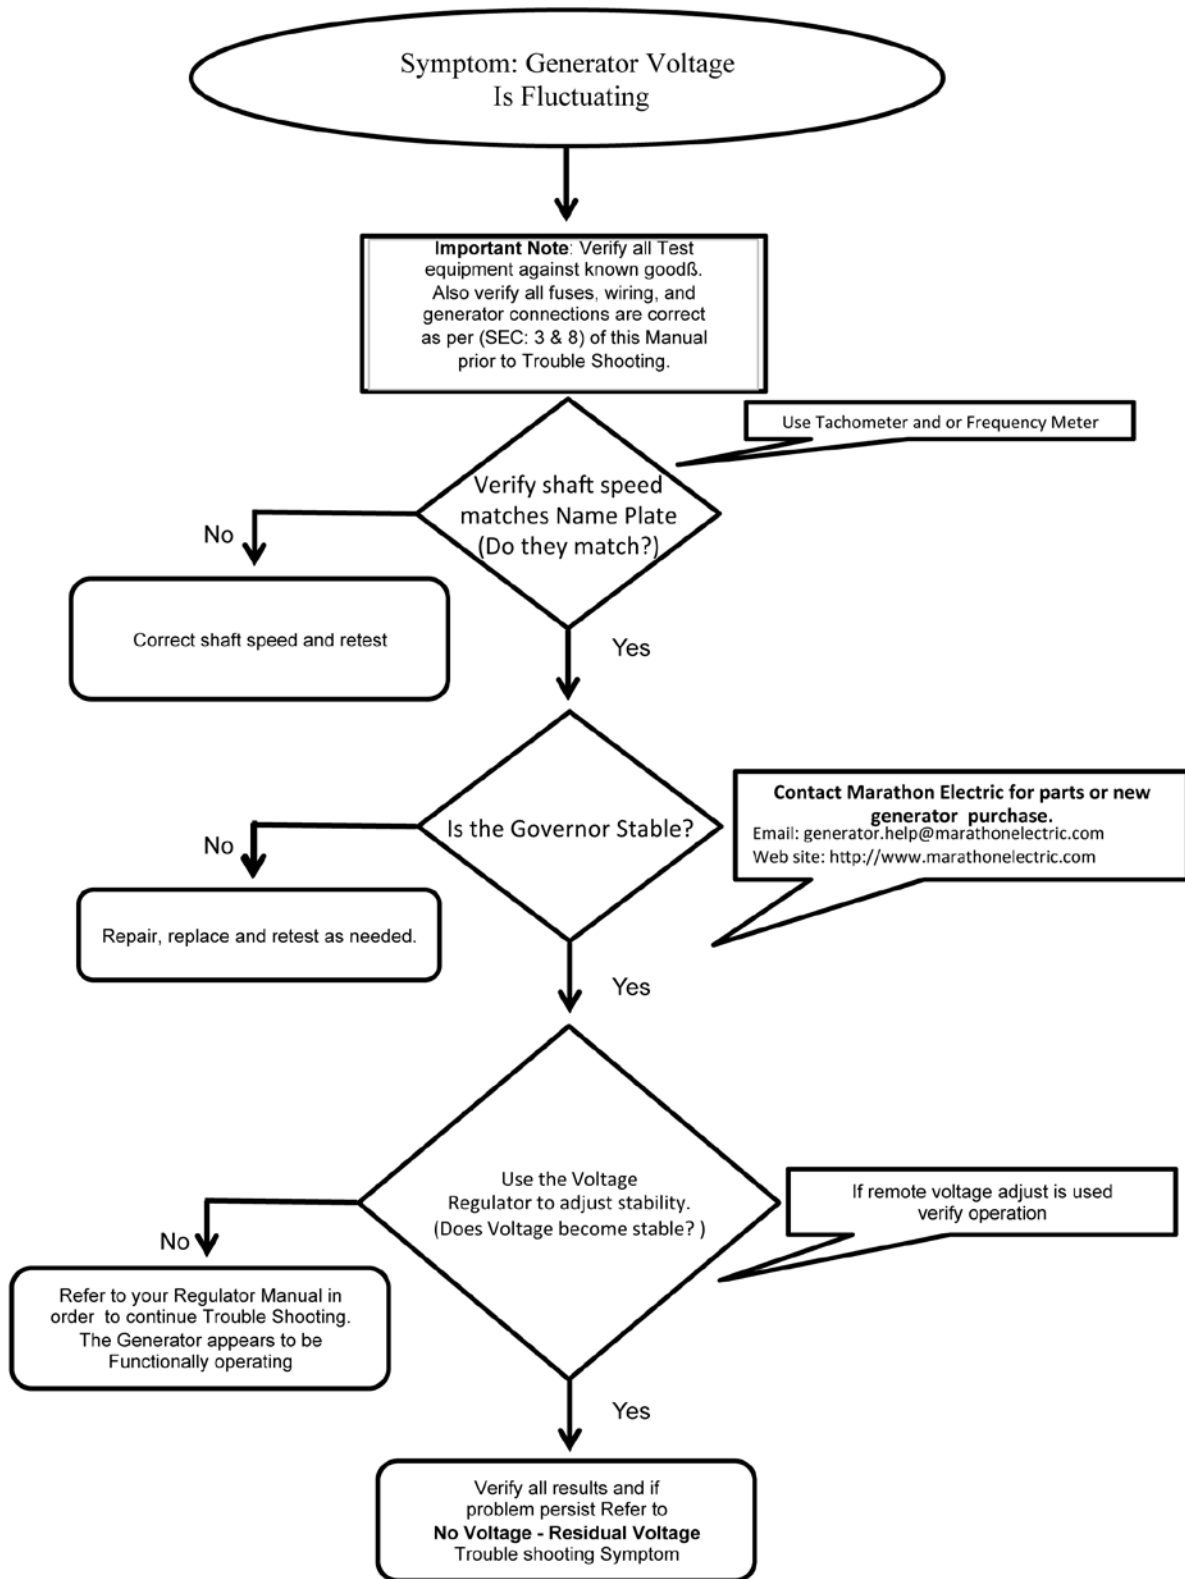 Symptom: Generator Voltage
Is Fluctuating
Important Note: Verify all Test
equipment against known goodß.
Also verify all fuses, wiring, and
generator connections are correct
as per (SEC: 3 & 8) of this Manual
prior to Trouble Shooting.
Use Tachometer and or Frequency Meter
Verify shaft speed
matches Name Plate
(Do they match?)
No
Correct shaft speed and retest
Yes
Is the Governor Stable?
Contact Marathon Electric for parts or new
generator purchase.
Email: generator.help@marathonelectric.com
Web site: http://www.marathonelectric.com
No
Repair, replace and retest as needed.
Yes
Use the Voltage
Regulator to adjust stability.
(Does Voltage become stable? )
If remote voltage adjust is used
verify operation
No
Refer to your Regulator Manual in
order to continue Trouble Shooting.
The Generator appears to be
Functionally operating
Yes
Verify all results and if
problem persist Refer to
No Voltage - Residual Voltage
Trouble shooting Symptom